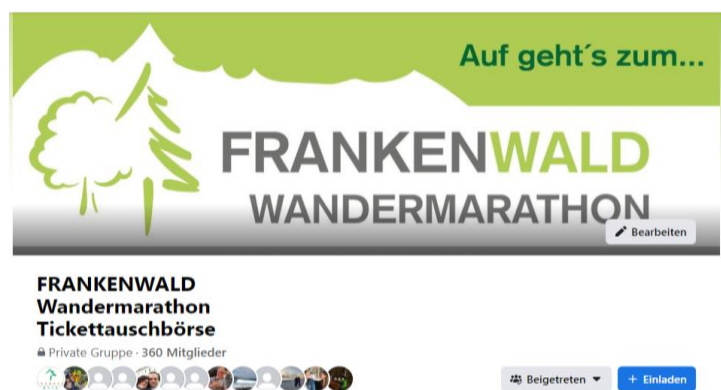 Auf geht´s zum...
FRANKENWALD
WANDERMARATHON
Bearbeiten
FRANKENWALD
Wandermarathon
Tickettauschbörse
Private Gruppe · 360 Mitglieder
Beigetreten
+ Einladen